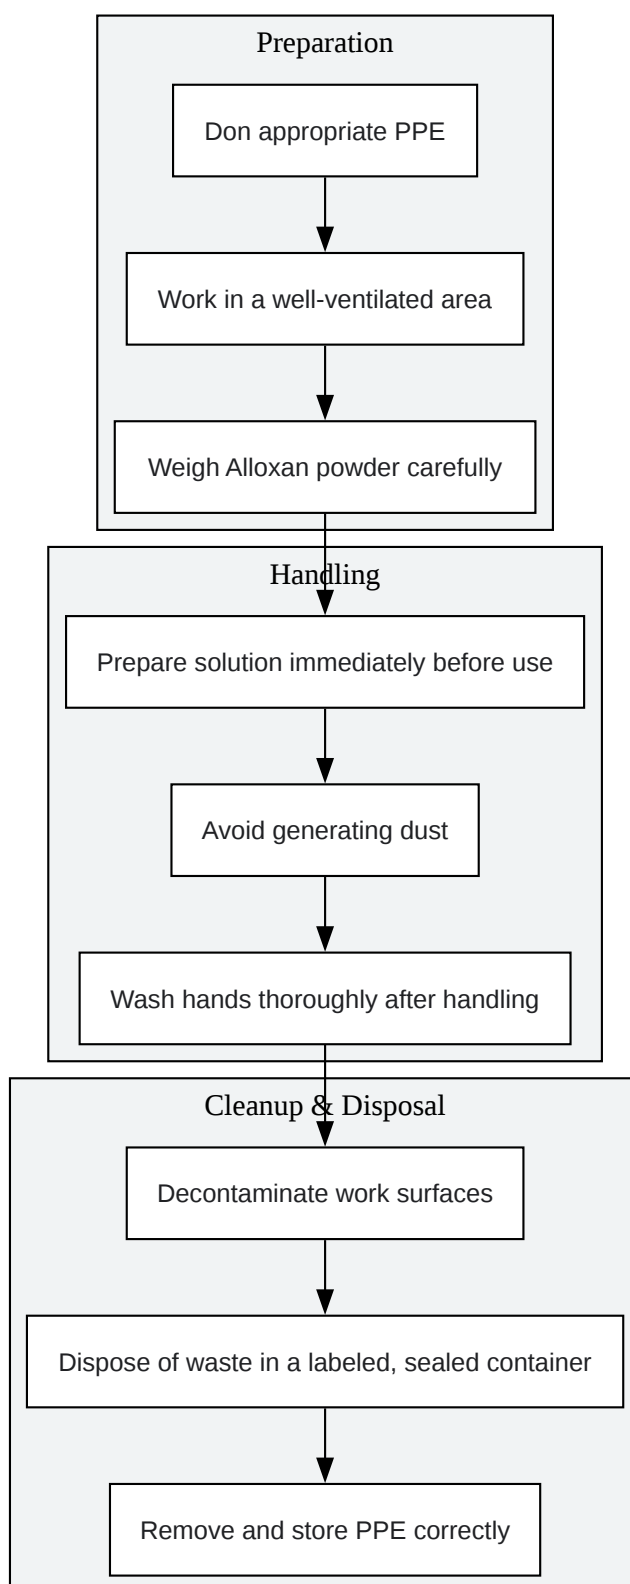 Preparation
Don appropriate PPE
Work in a well-ventilated area
Weigh Alloxan powder carefully
Handling
Prepare solution immediately before use
Avoid generating dust
Wash hands thoroughly after handling
Cleanup & Disposal
Decontaminate work surfaces
Dispose of waste in a labeled, sealed container
Remove and store PPE correctly